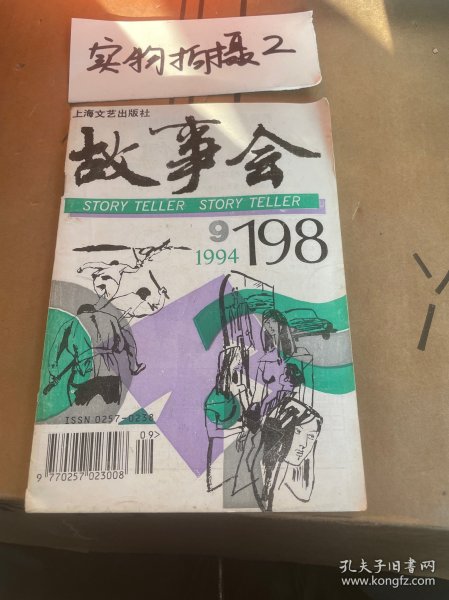 实物拍摄2
上海文艺出版社
故事会
STORY TELLER STORY TELLER
9
1994 198
ISSN 0257-0238
09>
9 770257 023008
孔夫子旧书网
www.kongfz.com